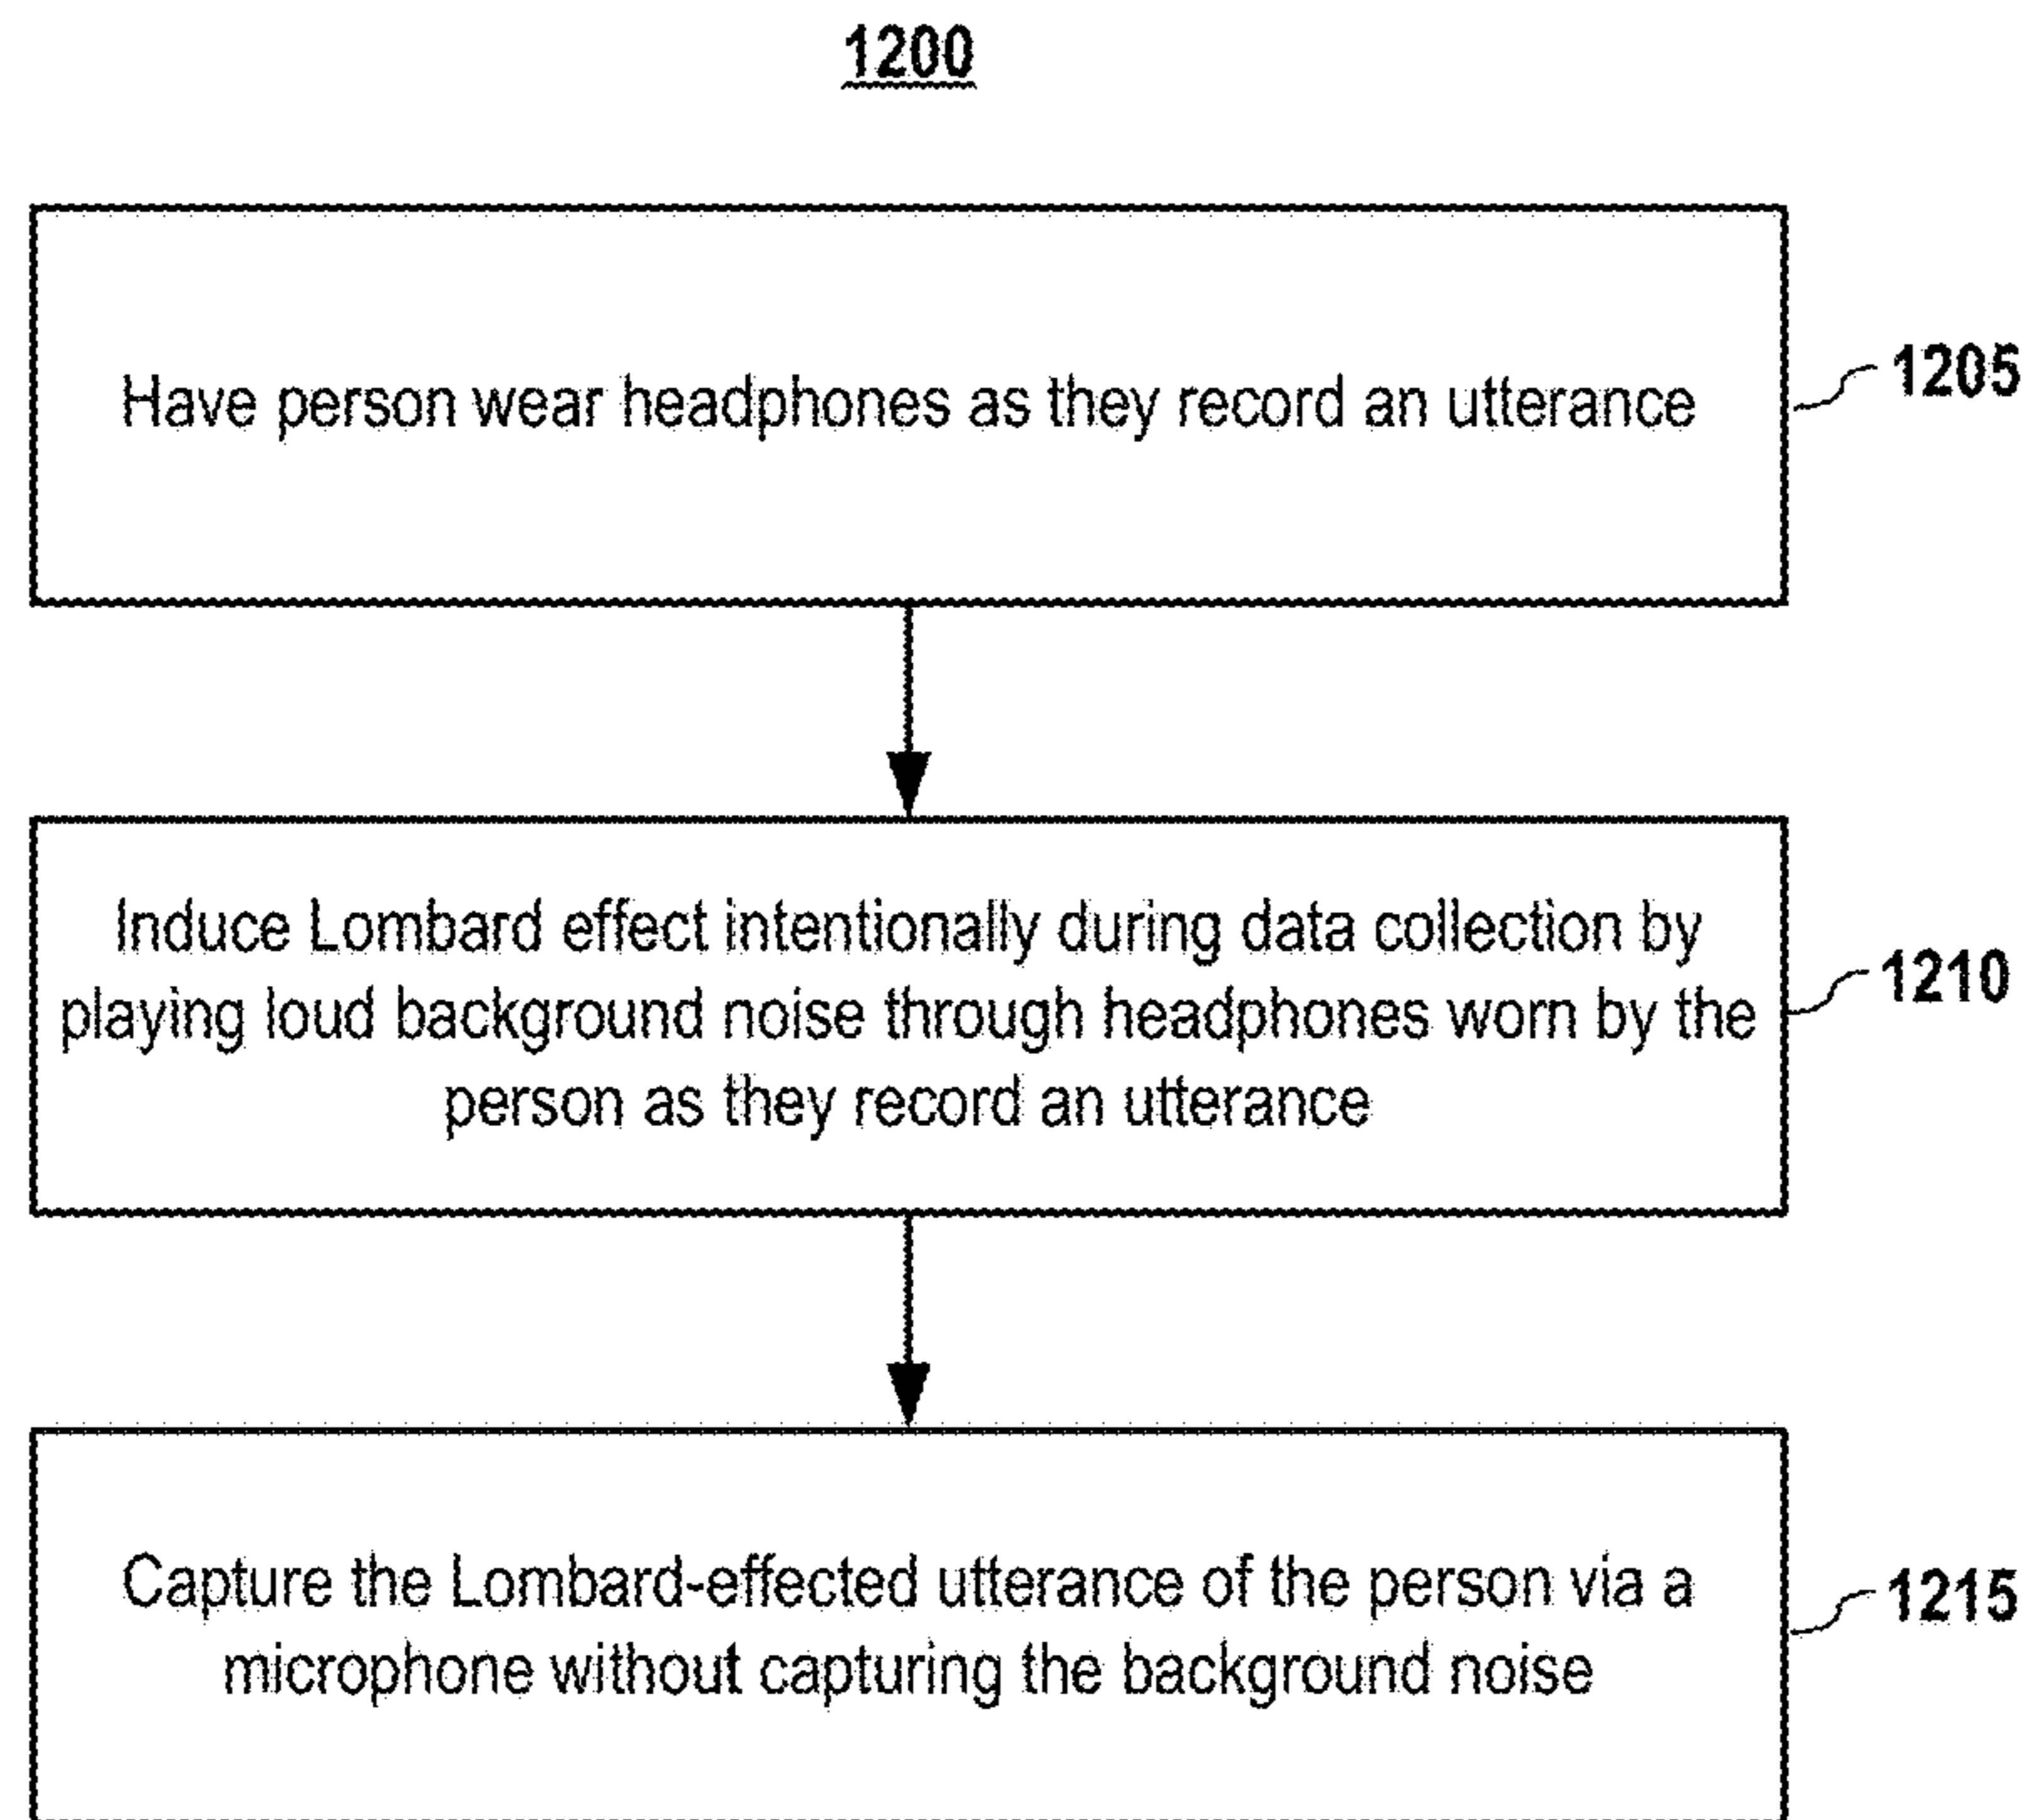 1200
Have person wear headphones as they record an utterance
1205
Induce Lombard effect intentionally during data collection by
playing loud background noise through headphones worn by the
person as they record an utterance
1210
Capture the Lombard-effected utterance of the person via a
microphone without capturing the background noise
1215